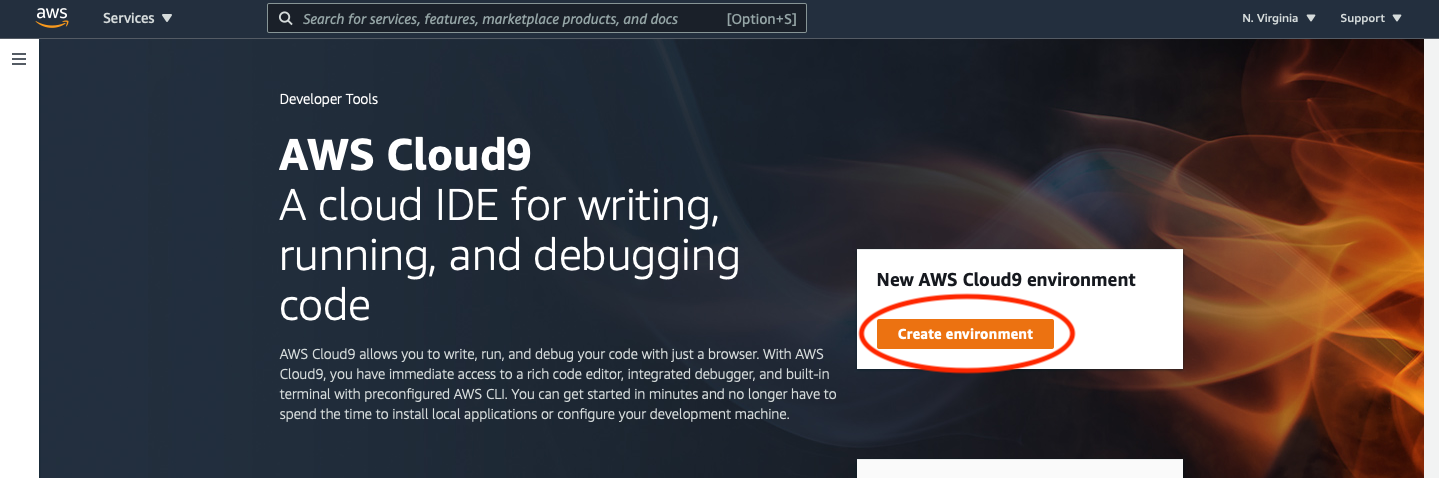 aws
Services
Search for services, features, marketplace products, and docs
[Option+S]
N. Virginia
Support
Developer Tools
AWS Cloud9
A cloud IDE for writing,
running, and debugging
code
New AWS Cloud9 environment
Create environment
AWS Cloud9 allows you to write, run, and debug your code with just a browser. With AWS
Cloud9, you have immediate access to a rich code editor, integrated debugger, and built-in
terminal with preconfigured AWS CLI. You can get started in minutes and no longer have to
spend the time to install local applications or configure your development machine.